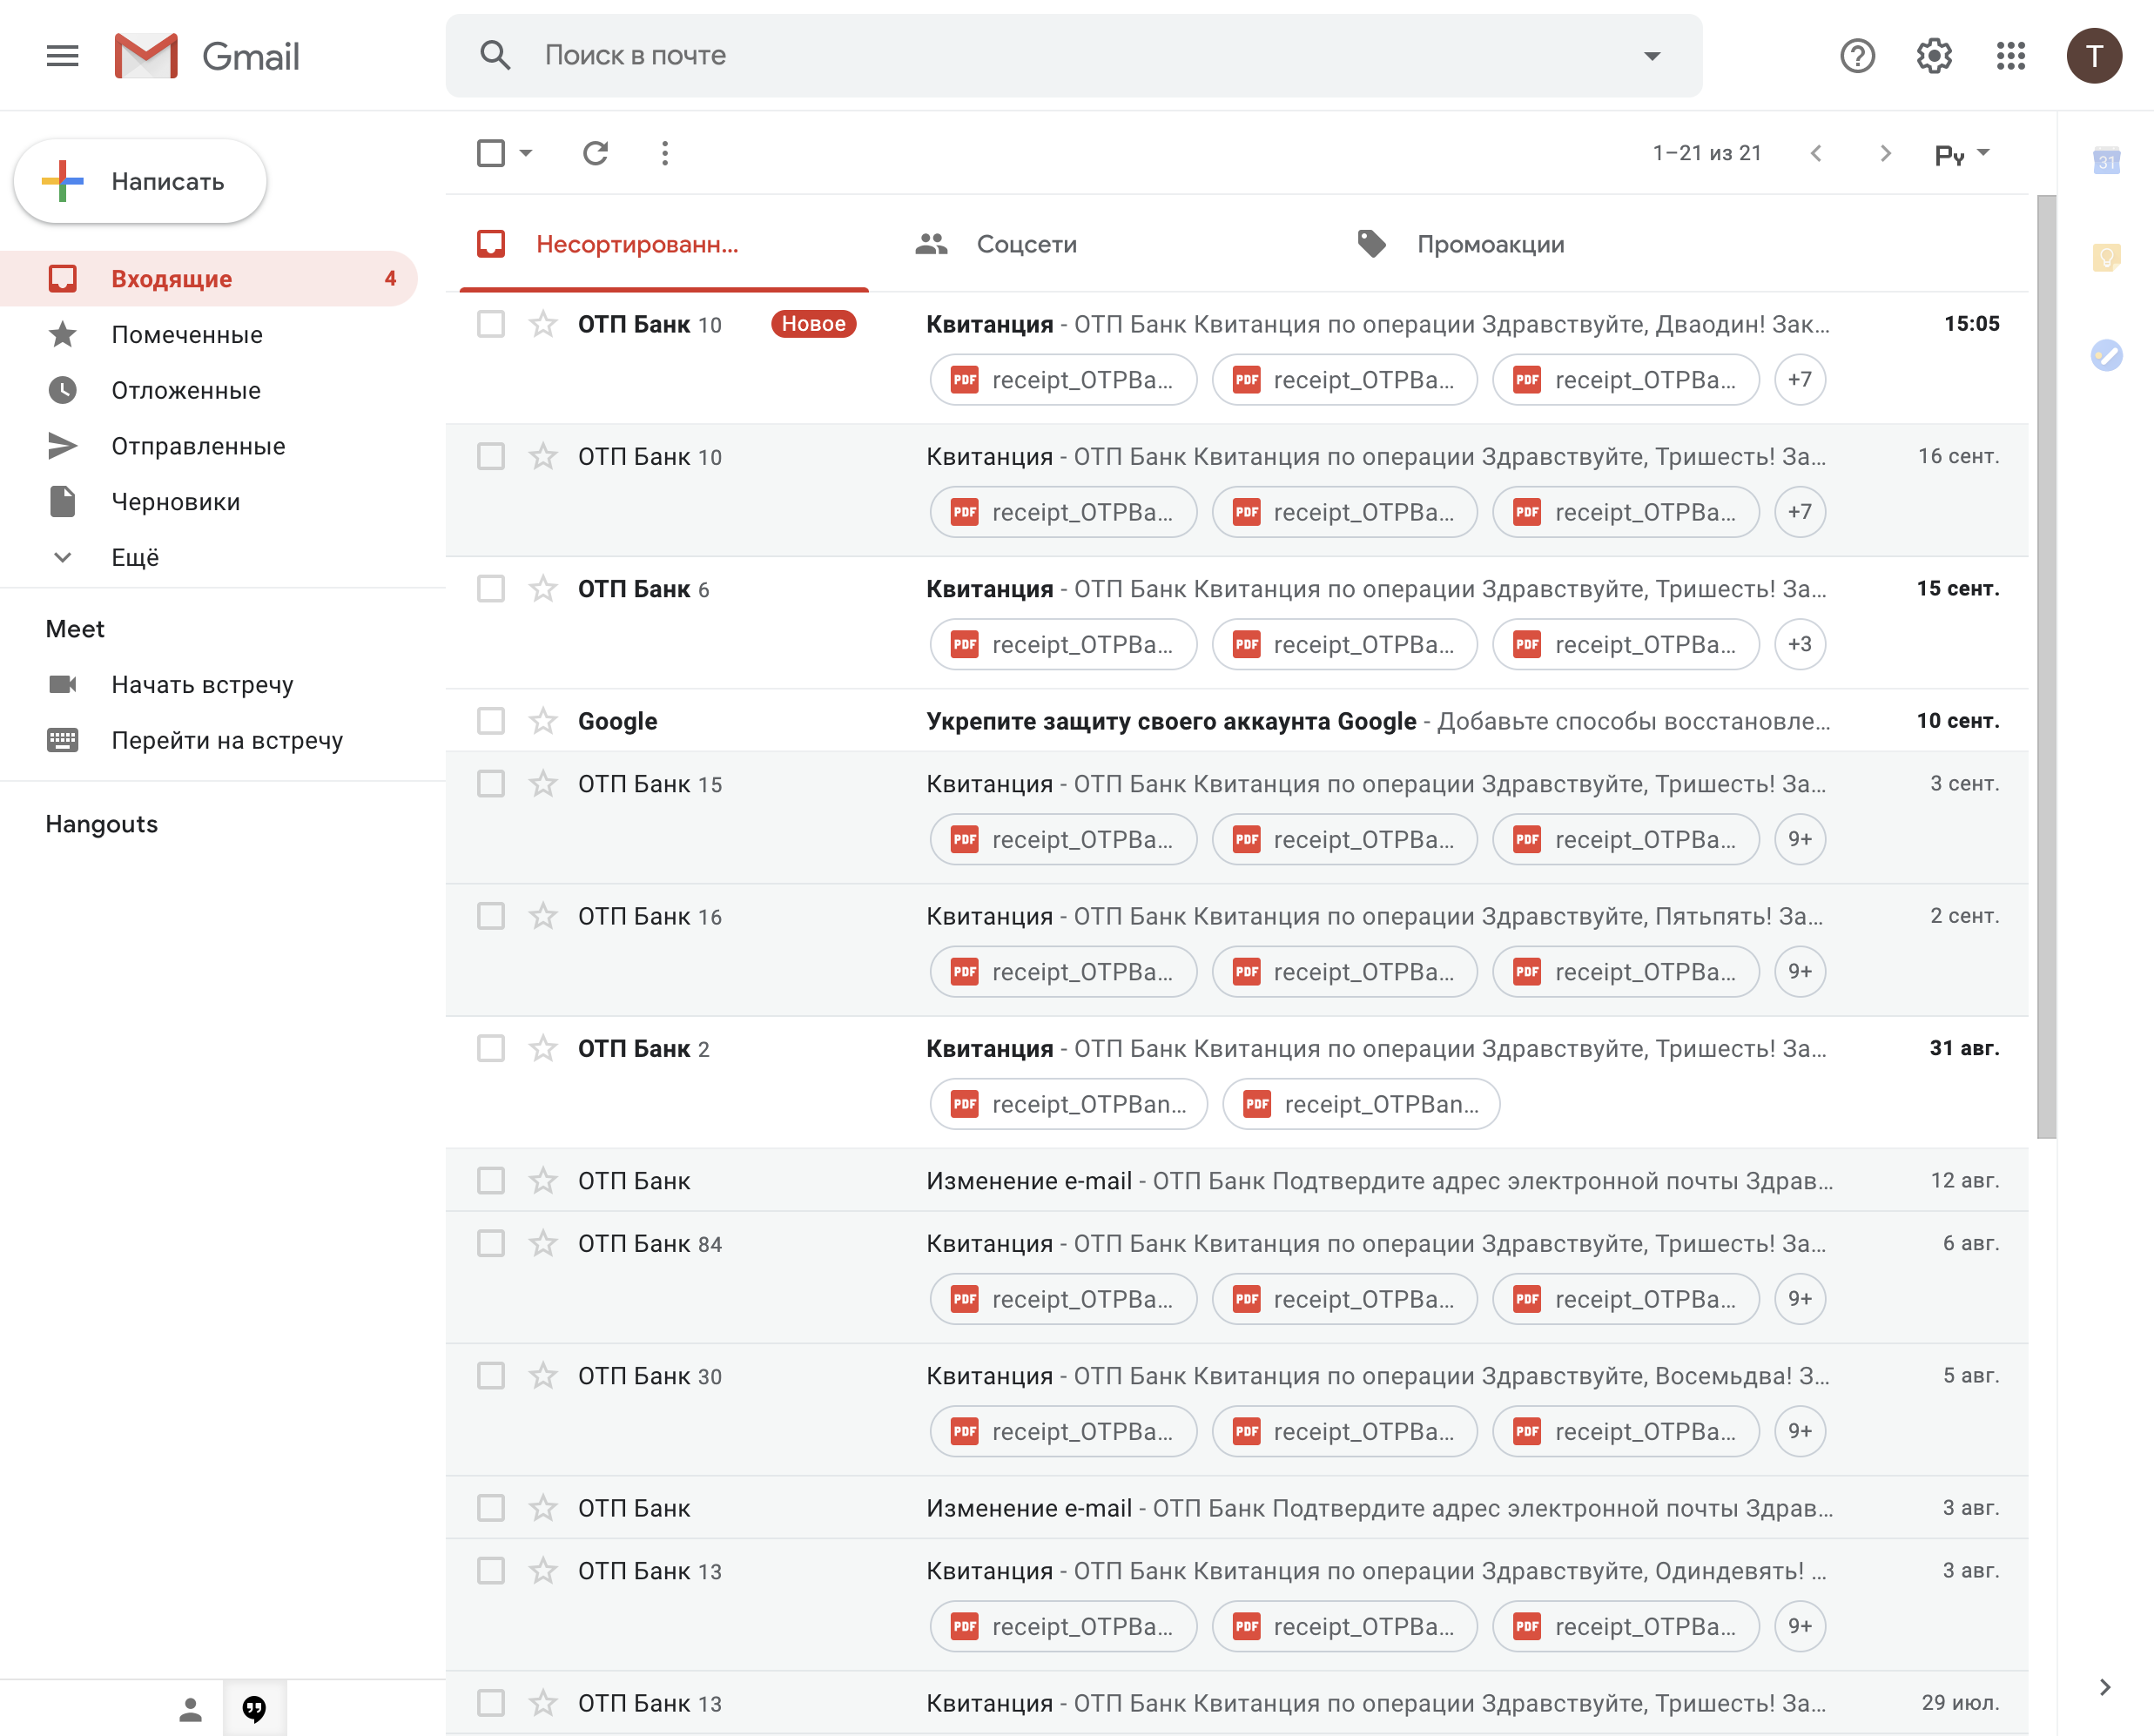 Gmail
Поиск в почте
T
Написать
1–21 из 21
Ру
31
Несортированн...
Соцсети
Промоакции
Входящие 4
Помеченные
Отложенные
Отправленные
Черновики
Ещё
Meet
Начать встречу
Перейти на встречу
Hangouts
ОТП Банк 10 Новое Квитанция - ОТП Банк Квитанция по операции Здравствуйте, Дваодин! Зак... 15:05
PDF receipt_OTPBa... PDF receipt_OTPBa... PDF receipt_OTPBa... +7
ОТП Банк 10 Квитанция - ОТП Банк Квитанция по операции Здравствуйте, Тришесть! За... 16 сент.
PDF receipt_OTPBa... PDF receipt_OTPBa... PDF receipt_OTPBa... +7
ОТП Банк 6 Квитанция - ОТП Банк Квитанция по операции Здравствуйте, Тришесть! За... 15 сент.
PDF receipt_OTPBa... PDF receipt_OTPBa... PDF receipt_OTPBa... +3
Google Укрепите защиту своего аккаунта Google - Добавьте способы восстановле... 10 сент.
ОТП Банк 15 Квитанция - ОТП Банк Квитанция по операции Здравствуйте, Тришесть! За... 3 сент.
PDF receipt_OTPBa... PDF receipt_OTPBa... PDF receipt_OTPBa... 9+
ОТП Банк 16 Квитанция - ОТП Банк Квитанция по операции Здравствуйте, Пятьпять! За... 2 сент.
PDF receipt_OTPBa... PDF receipt_OTPBa... PDF receipt_OTPBa... 9+
ОТП Банк 2 Квитанция - ОТП Банк Квитанция по операции Здравствуйте, Тришесть! За... 31 авг.
PDF receipt_OTPBan... PDF receipt_OTPBan...
ОТП Банк Изменение e-mail - ОТП Банк Подтвердите адрес электронной почты Здрав... 12 авг.
ОТП Банк 84 Квитанция - ОТП Банк Квитанция по операции Здравствуйте, Тришесть! За... 6 авг.
PDF receipt_OTPBa... PDF receipt_OTPBa... PDF receipt_OTPBa... 9+
ОТП Банк 30 Квитанция - ОТП Банк Квитанция по операции Здравствуйте, Восемьдва! З... 5 авг.
PDF receipt_OTPBa... PDF receipt_OTPBa... PDF receipt_OTPBa... 9+
ОТП Банк Изменение e-mail - ОТП Банк Подтвердите адрес электронной почты Здрав... 3 авг.
ОТП Банк 13 Квитанция - ОТП Банк Квитанция по операции Здравствуйте, Одиндевять! ... 3 авг.
PDF receipt_OTPBa... PDF receipt_OTPBa... PDF receipt_OTPBa... 9+
ОТП Банк 13 Квитанция - ОТП Банк Квитанция по операции Здравствуйте, Тришесть! За... 29 июл.